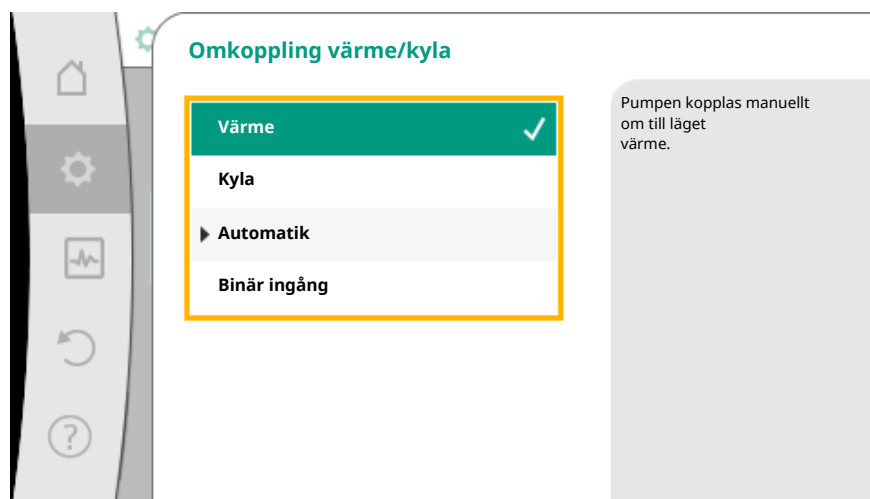 Omkoppling värme/kyla
Värme
Kyla
Automatik
Binär ingång
Pumpen kopplas manuellt
om till läget
värme.
?